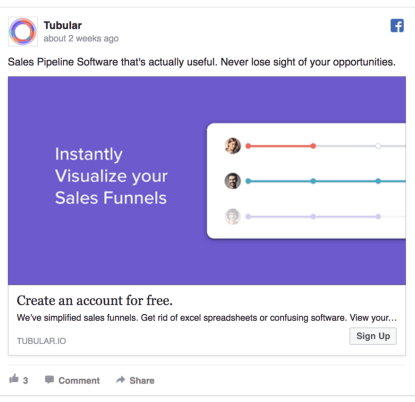 Tubular
about 2 weeks ago
Sales Pipeline Software that's actually useful. Never lose sight of your opportunities.
Instantly
Visualize your
Sales Funnels
Create an account for free.
We've simplified sales funnels. Get rid of excel spreadsheets or confusing software. View your...
TUBULAR.IO
Sign Up
3 Comment Share